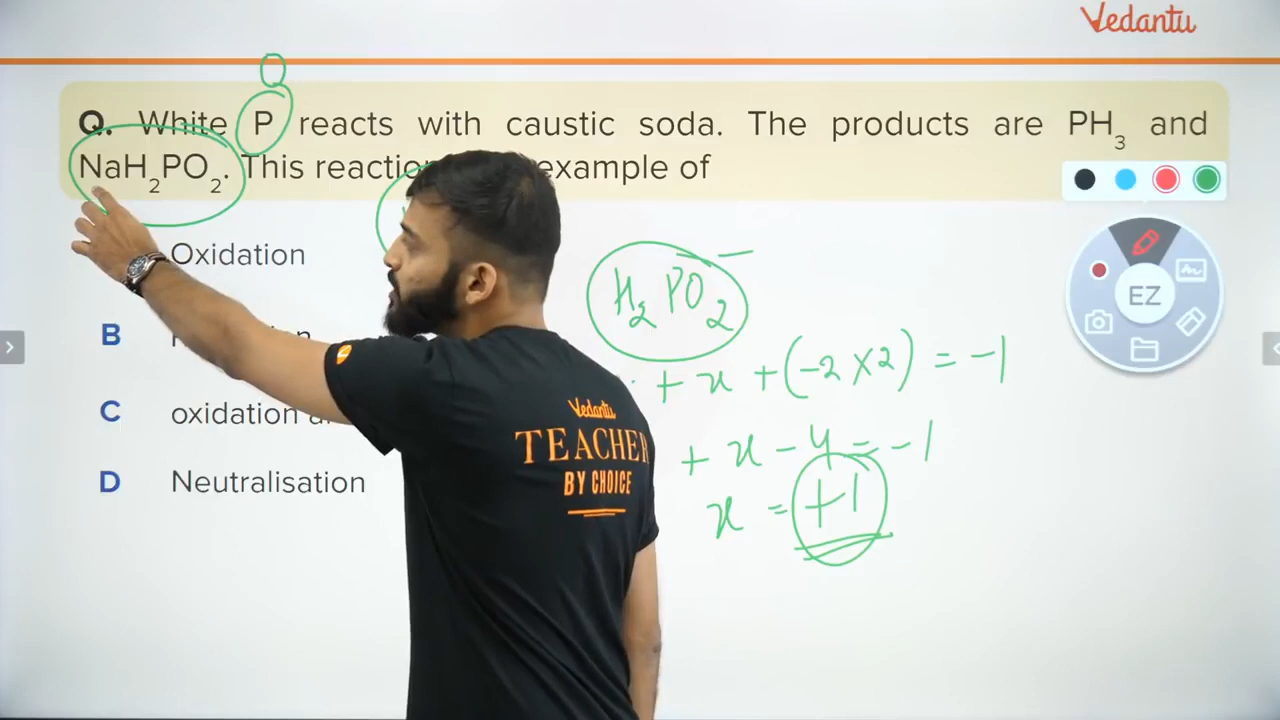 Vedantu
Q. White P reacts with caustic soda. The products are PH3 and
NaH2PO2. This example of
Oxidation
B
C oxidation
D Neutralisation
0
H2PO2−
+ x + (-2×2) = -1
+ x - 4 = -1
x = +1
EZ
Vedantu
TEACHER
BY CHOICE